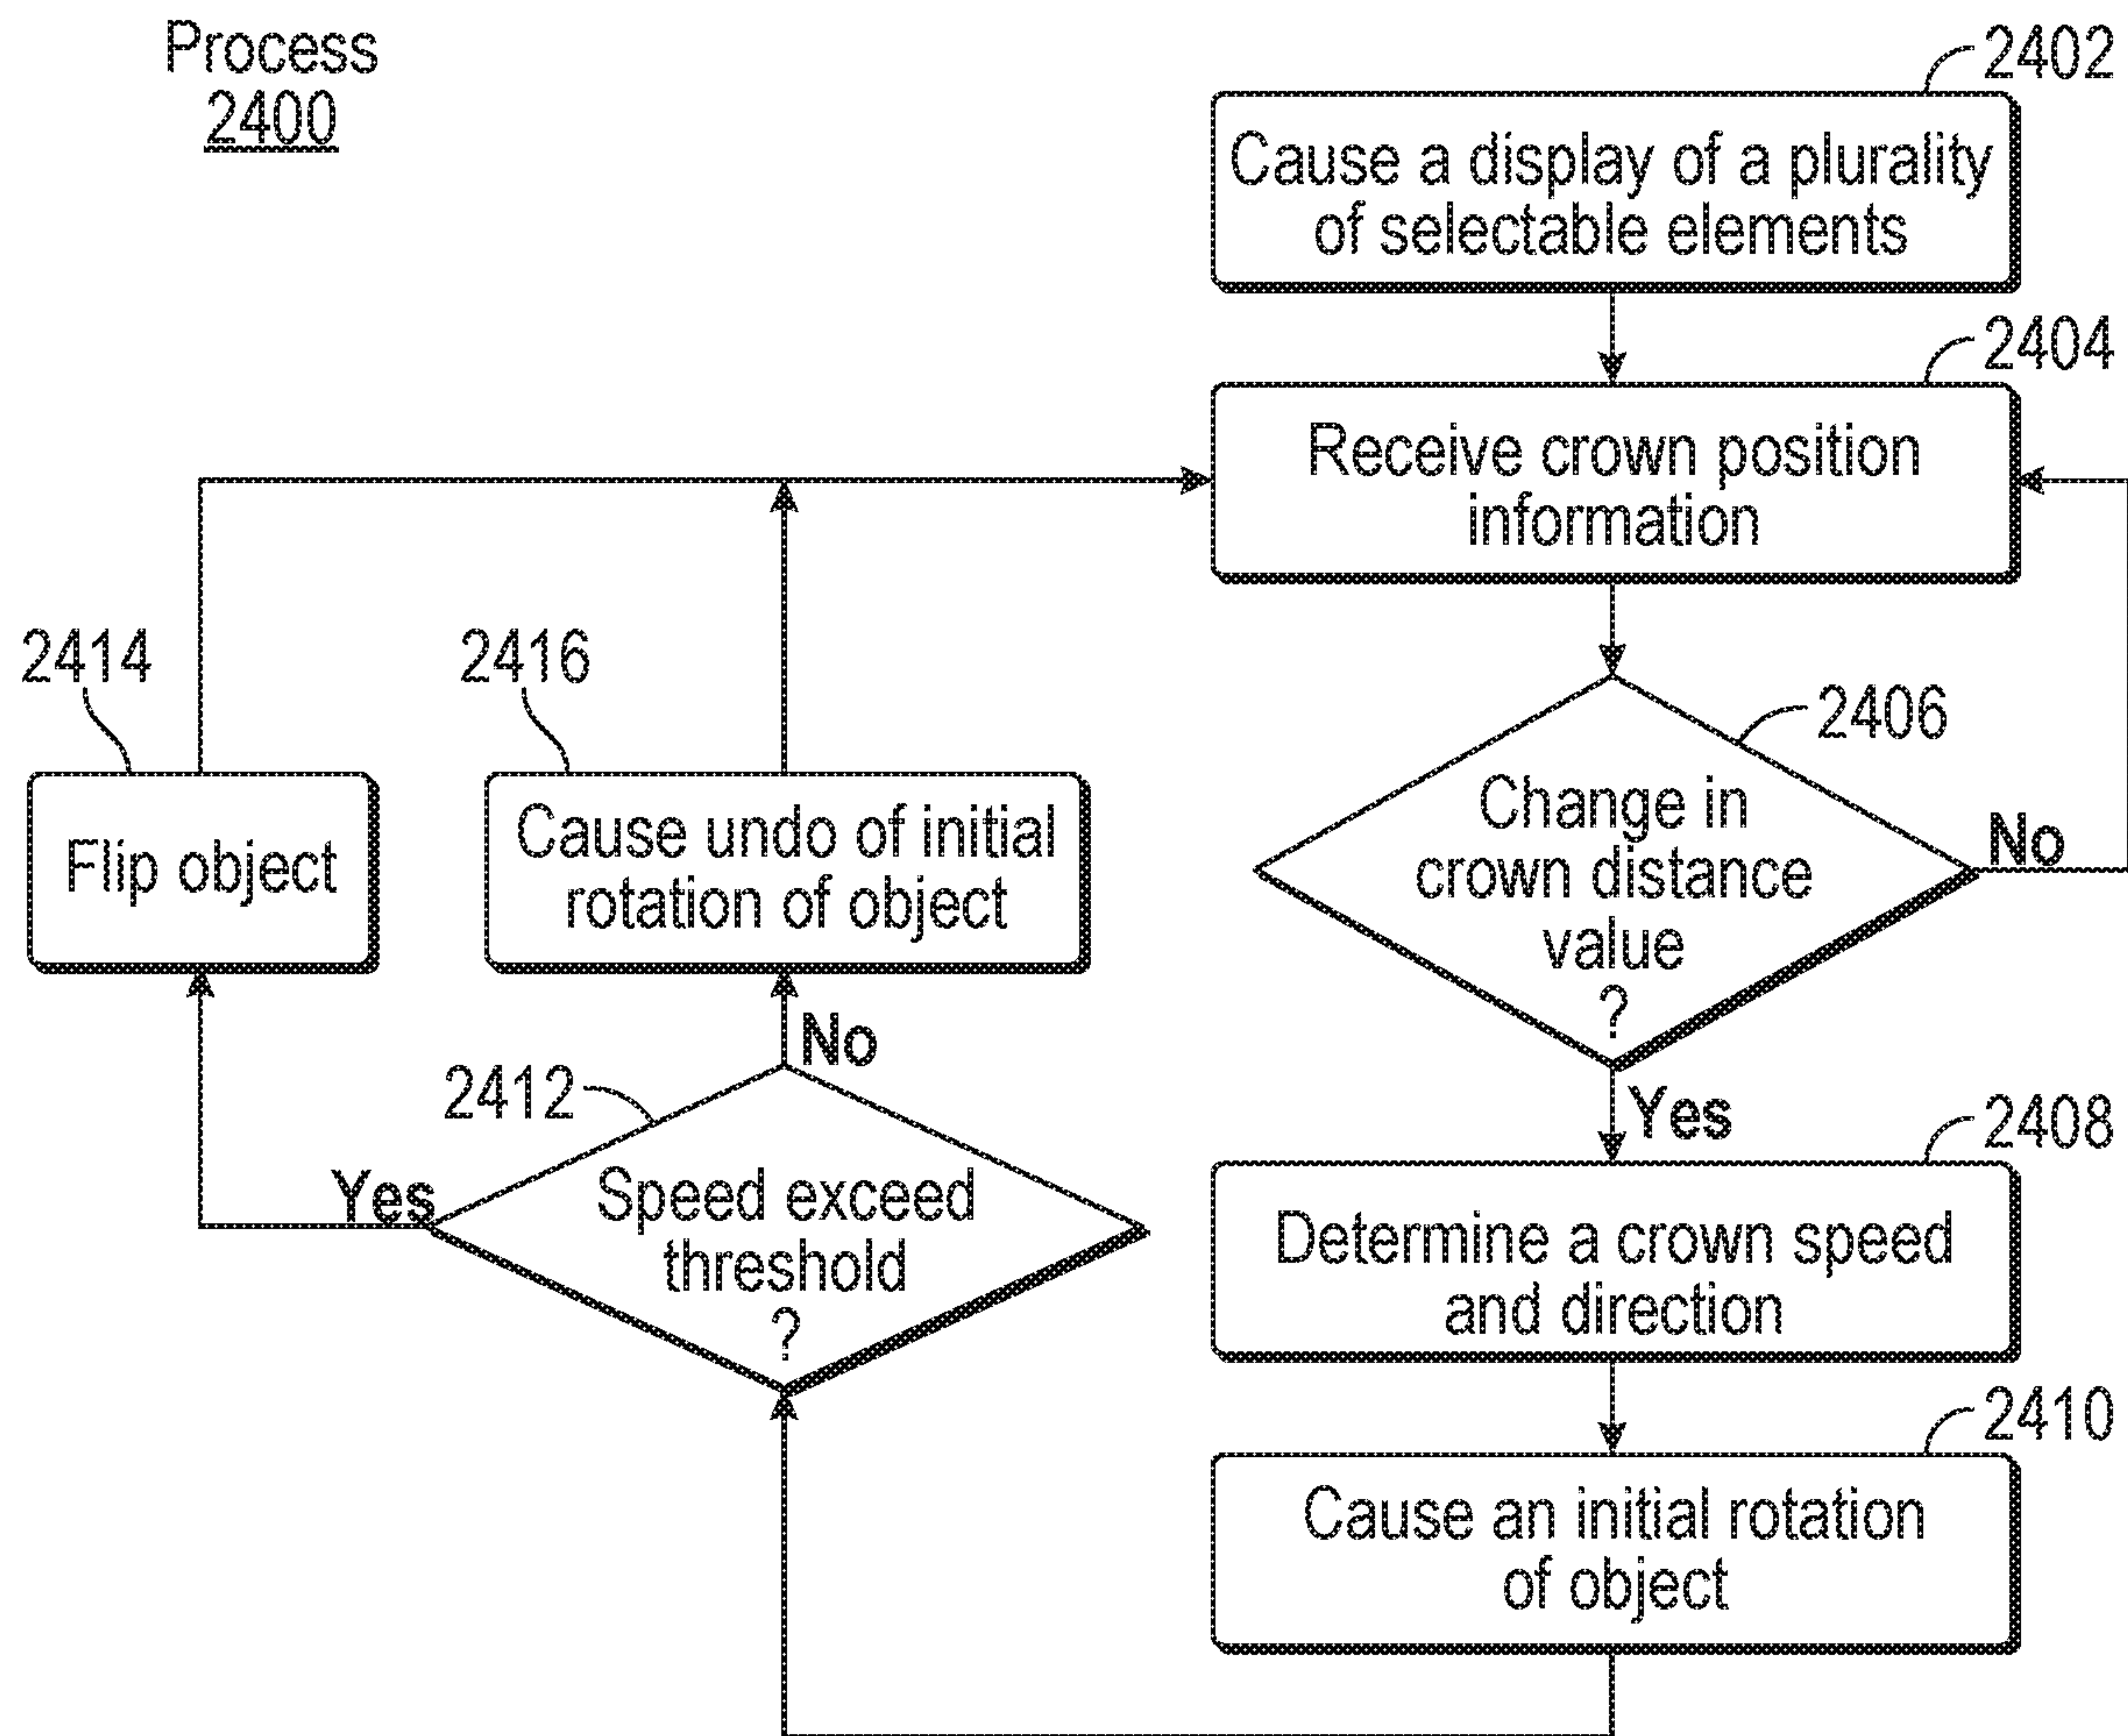 Process
2400
2402
Cause a display of a plurality
of selectable elements
2404
Receive crown position
information
2406
Change in
crown distance
value
?
No
Yes
2408
Determine a crown speed
and direction
2410
Cause an initial rotation
of object
2412
Speed exceed
threshold
?
Yes
No
2414
Flip object
2416
Cause undo of initial
rotation of object